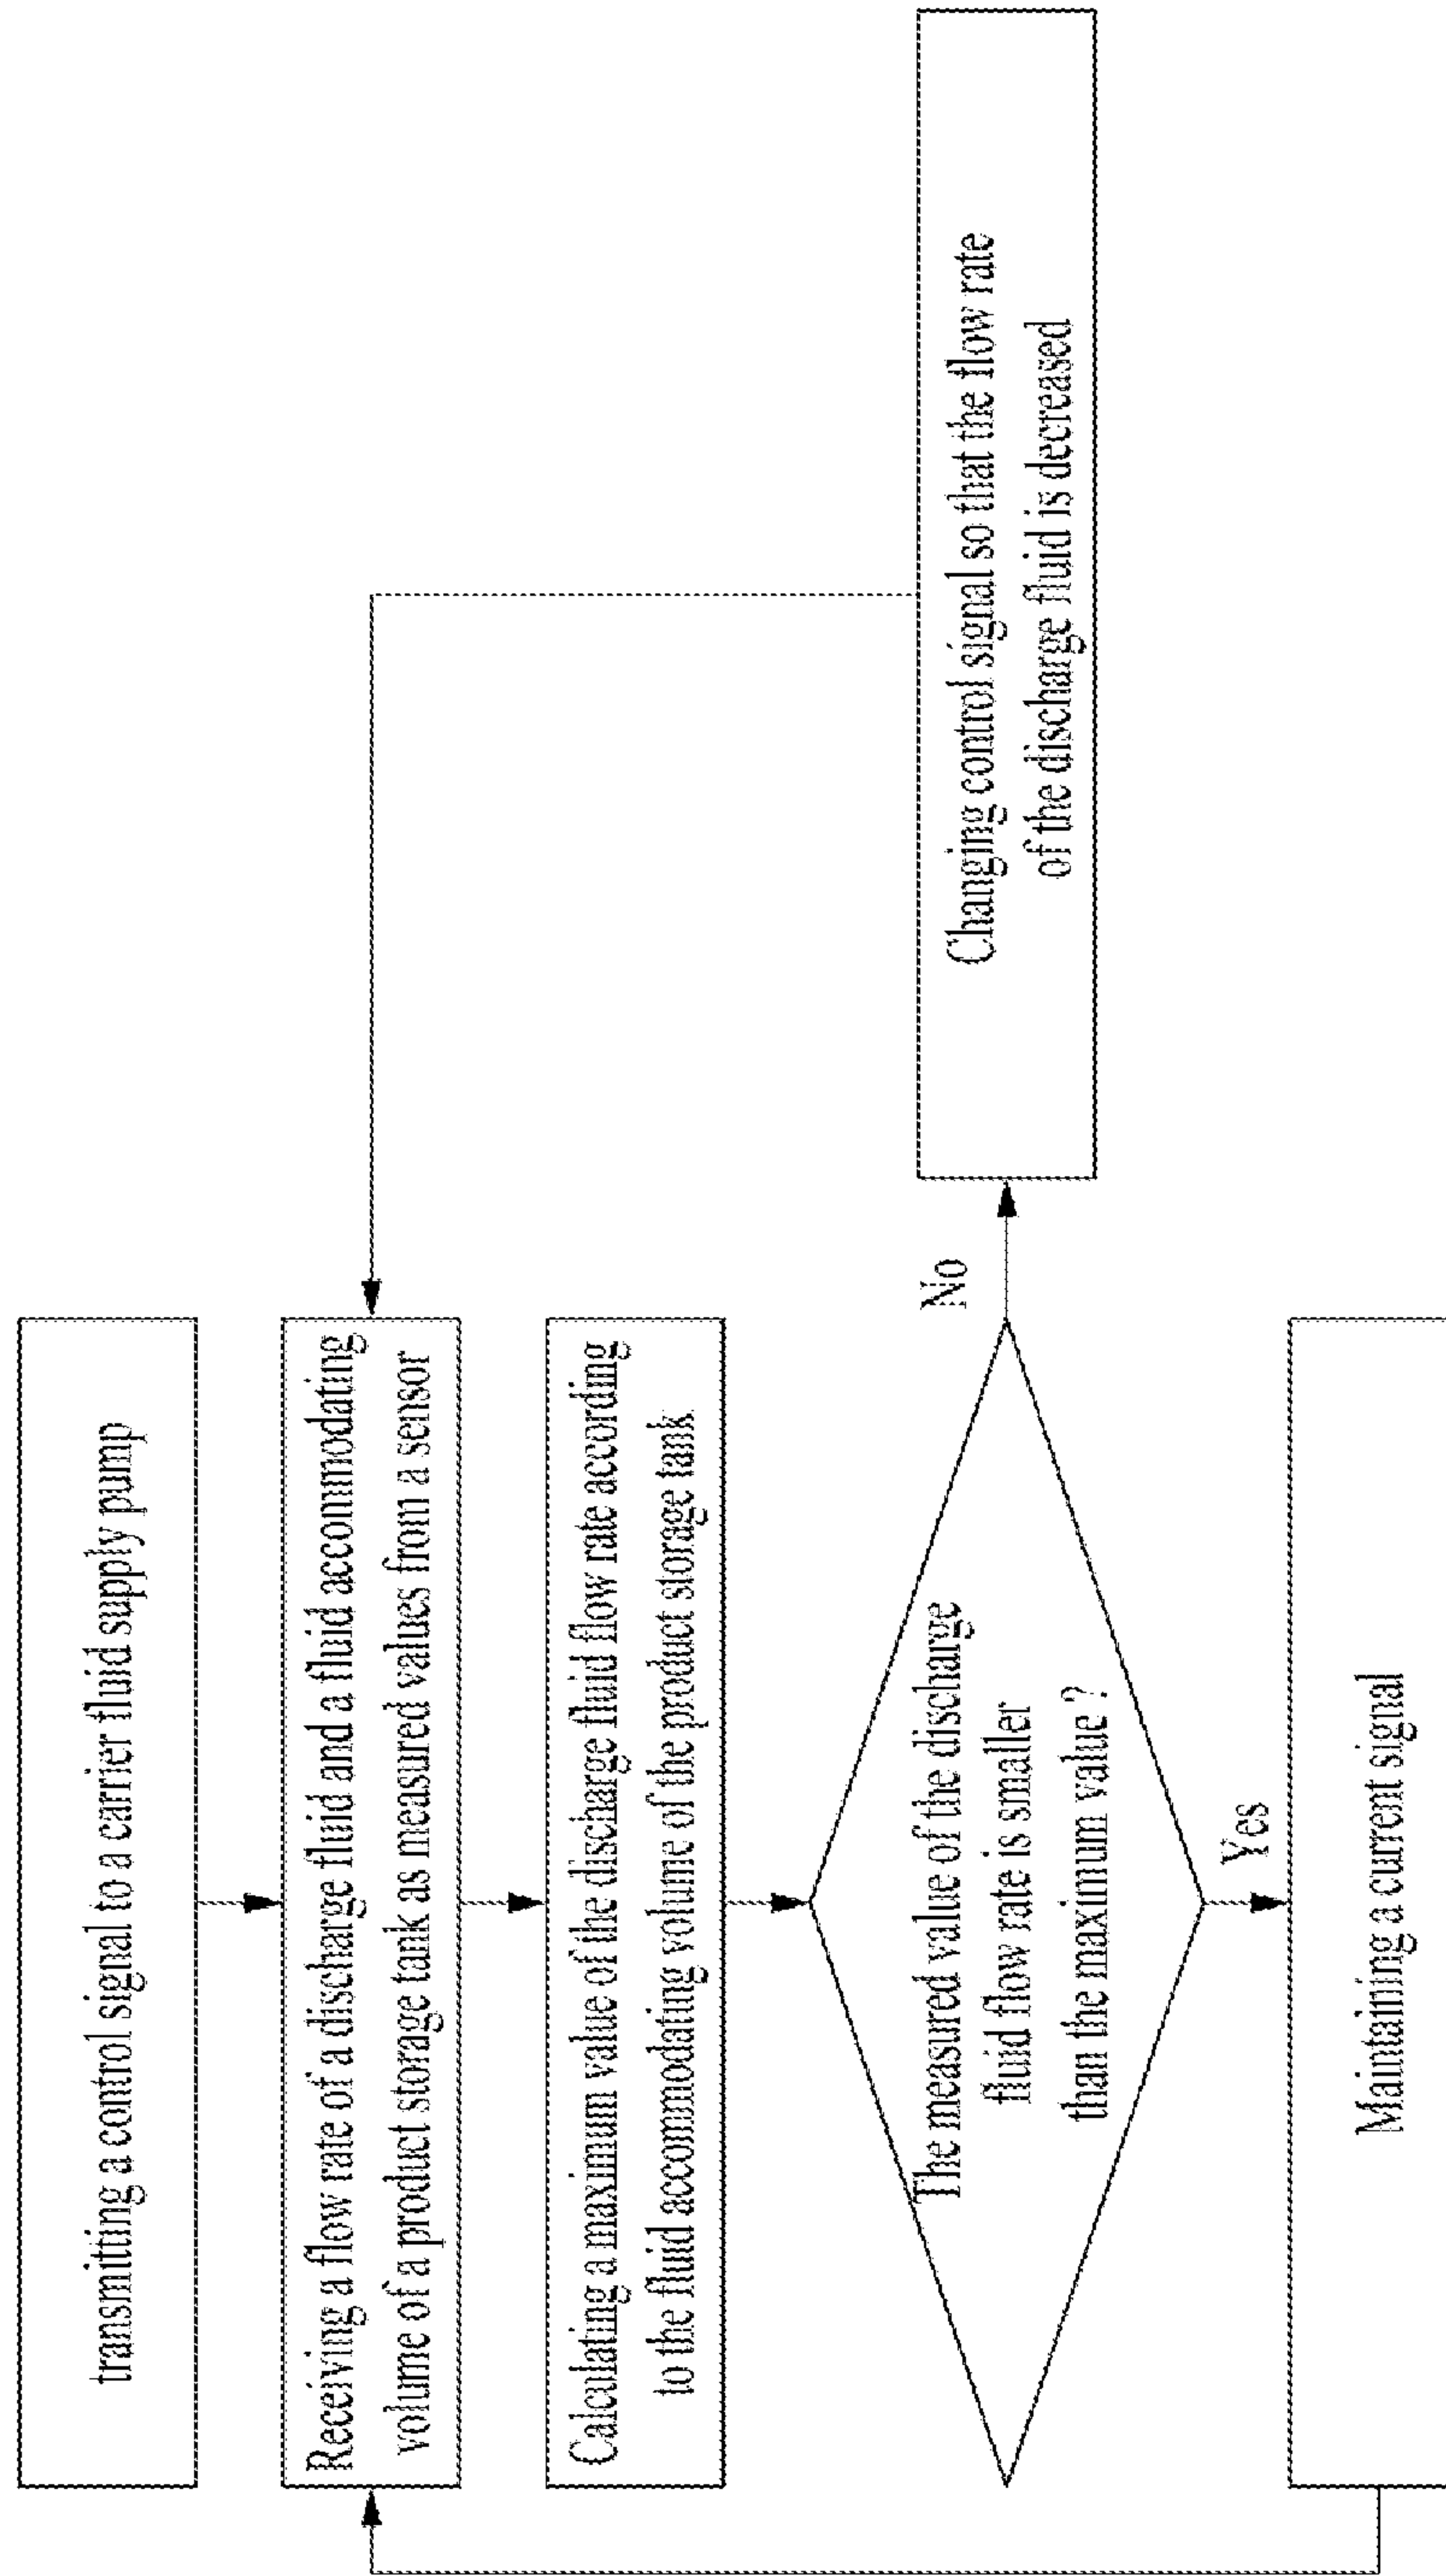 transmitting a control signal to a carrier fluid supply pump
Receiving a flow rate of a discharge fluid and a fluid accommodating
volume of a product storage tank as measured values from a sensor
Calculating a maximum value of the discharge fluid flow rate according
to the fluid accommodating volume of the product storage tank
The measured value of the discharge
fluid flow rate is smaller
than the maximum value ?
No
Changing control signal so that the flow rate
of the discharge fluid is decreased
Yes
Maintaining a current signal